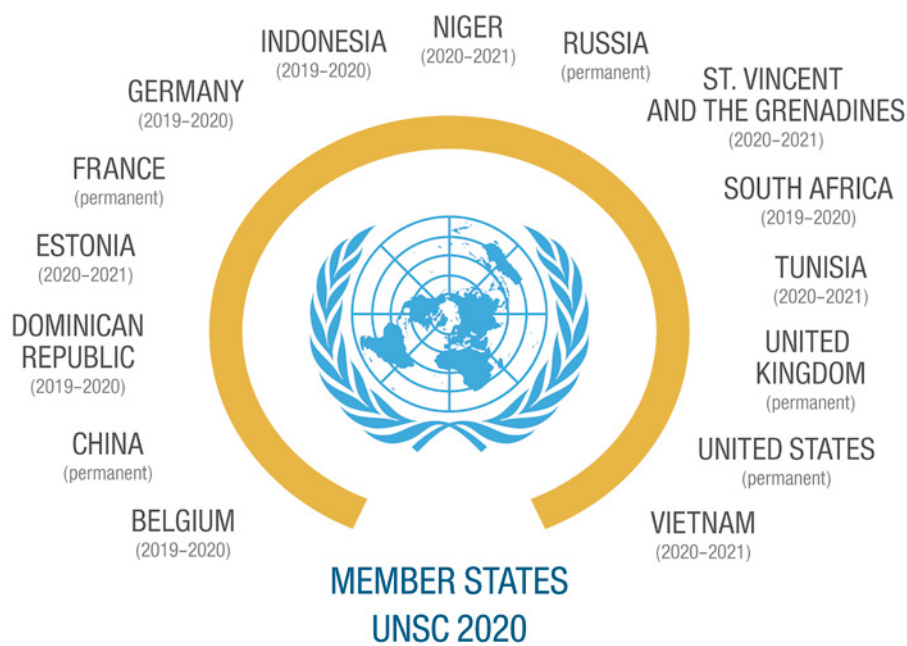 NIGER
(2020–2021)
INDONESIA
(2019–2020)
RUSSIA
(permanent)
GERMANY
(2019–2020)
ST. VINCENT
AND THE GRENADINES
(2020–2021)
FRANCE
(permanent)
SOUTH AFRICA
(2019–2020)
ESTONIA
(2020–2021)
TUNISIA
(2020–2021)
DOMINICAN
REPUBLIC
(2019–2020)
UNITED
KINGDOM
(permanent)
CHINA
(permanent)
UNITED STATES
(permanent)
BELGIUM
(2019–2020)
VIETNAM
(2020–2021)
MEMBER STATES
UNSC 2020